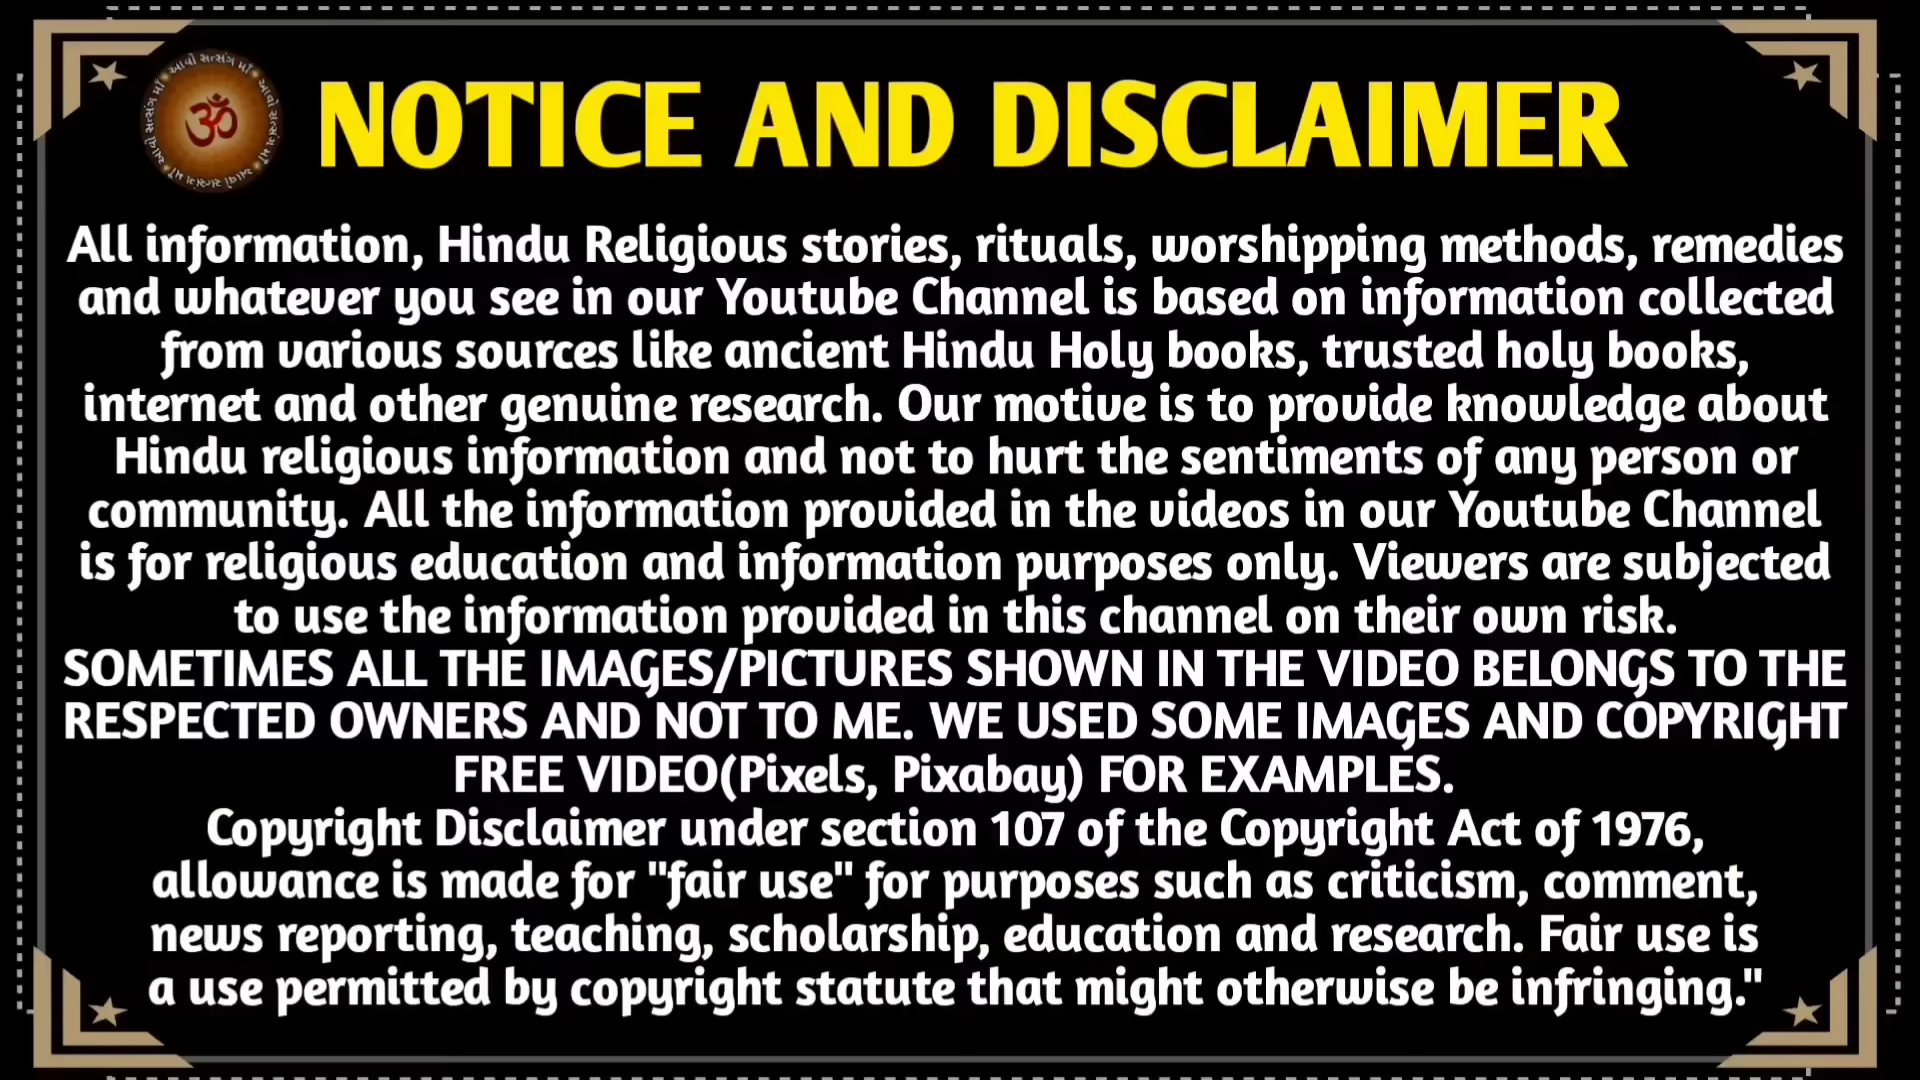 આવો સત્સંગ માઁ • આવો સત્સંગ માઁ • આવો સત્સંગ માઁ • આવો સત્સંગ માઁ
ॐ
NOTICE AND DISCLAIMER
All information, Hindu Religious stories, rituals, worshipping methods, remedies
and whatever you see in our Youtube Channel is based on information collected
from various sources like ancient Hindu Holy books, trusted holy books,
internet and other genuine research. Our motive is to provide knowledge about
Hindu religious information and not to hurt the sentiments of any person or
community. All the information provided in the videos in our Youtube Channel
is for religious education and information purposes only. Viewers are subjected
to use the information provided in this channel on their own risk.
SOMETIMES ALL THE IMAGES/PICTURES SHOWN IN THE VIDEO BELONGS TO THE
RESPECTED OWNERS AND NOT TO ME. WE USED SOME IMAGES AND COPYRIGHT
FREE VIDEO(Pixels, Pixabay) FOR EXAMPLES.
Copyright Disclaimer under section 107 of the Copyright Act of 1976,
allowance is made for "fair use" for purposes such as criticism, comment,
news reporting, teaching, scholarship, education and research. Fair use is
a use permitted by copyright statute that might otherwise be infringing."